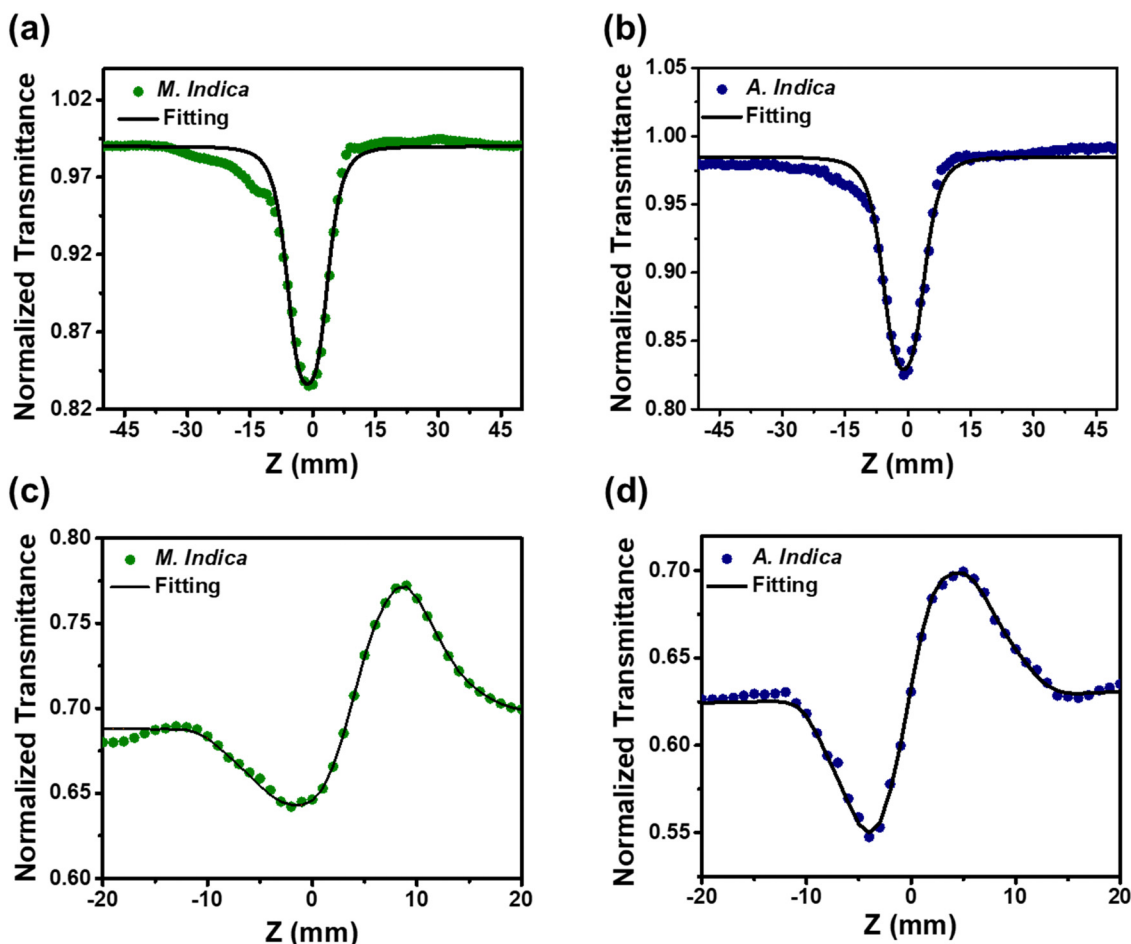 (a)
Normalized Transmittance
1.02
0.97
0.92
0.87
0.82
M. Indica
Fitting
-45 -30 -15 0 15 30 45
Z (mm)
(b)
Normalized Transmittance
1.05
1.00
0.95
0.90
0.85
0.80
A. Indica
Fitting
-45 -30 -15 0 15 30 45
Z (mm)
(c)
Normalized Transmittance
0.80
0.75
0.70
0.65
0.60
M. Indica
Fitting
-20 -10 0 10 20
Z (mm)
(d)
Normalized Transmittance
0.70
0.65
0.60
0.55
A. Indica
Fitting
-20 -10 0 10 20
Z (mm)